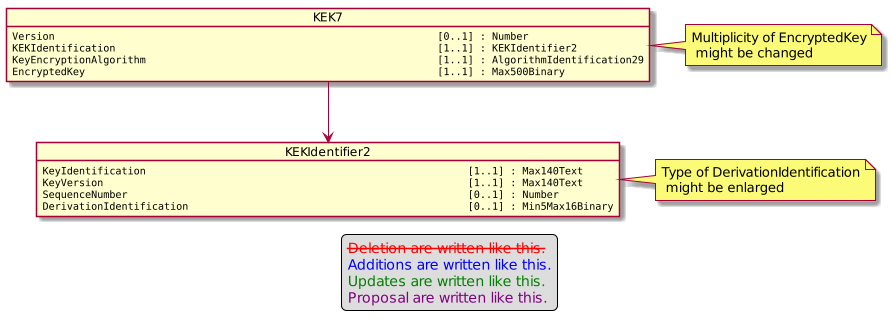 KEK7
Version [0..1] : Number
KEKIdentification [1..1] : KEKIdentifier2
KeyEncryptionAlgorithm [1..1] : AlgorithmIdentification29
EncryptedKey [1..1] : Max500Binary
Multiplicity of EncryptedKey
might be changed
KEKIdentifier2
KeyIdentification [1..1] : Max140Text
KeyVersion [1..1] : Max140Text
SequenceNumber [0..1] : Number
DerivationIdentification [0..1] : Min5Max16Binary
Type of DerivationIdentification
might be enlarged
Deletion are written like this.
Additions are written like this.
Updates are written like this.
Proposal are written like this.